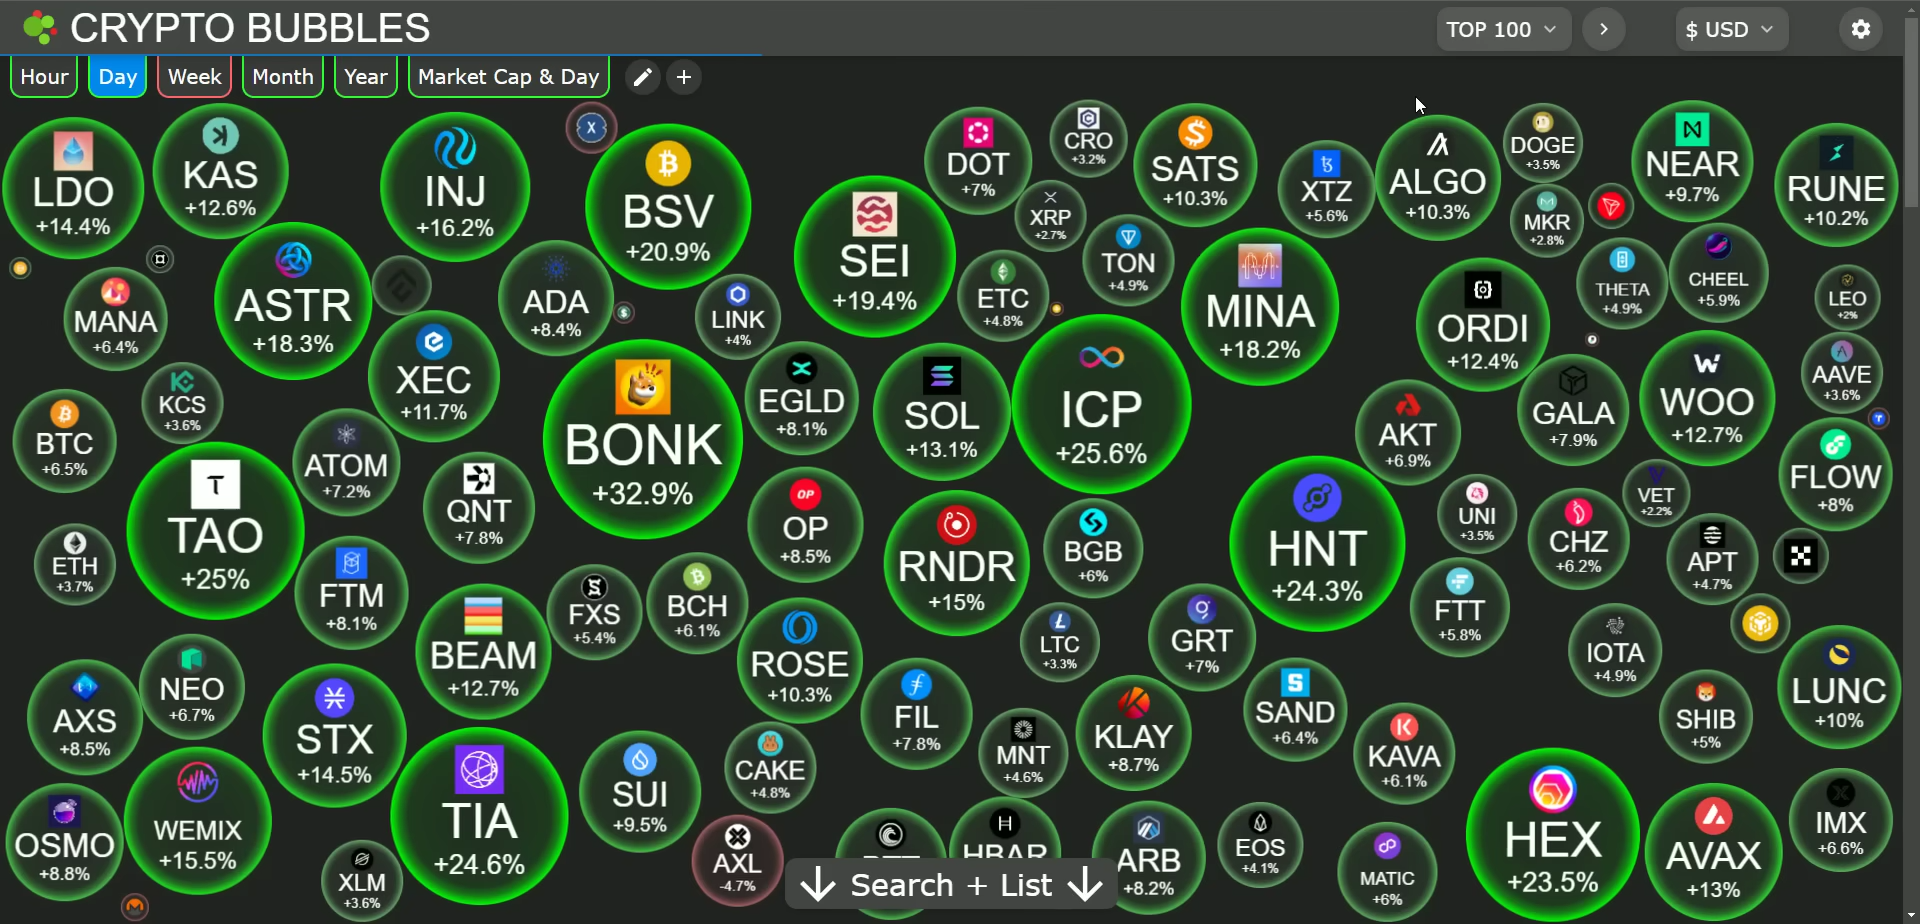 CRYPTO BUBBLES
TOP 100
$ USD
Hour
Day
Week
Month
Year
Market Cap & Day
LDO
+14.4%
KAS
+12.6%
INJ
+16.2%
X
BSV
+20.9%
SEI
+19.4%
DOT
+7%
CRO
+3.2%
XRP
+2.7%
SATS
+10.3%
XTZ
+5.6%
ALGO
+10.3%
DOGE
+3.5%
MKR
+2.8%
NEAR
+9.7%
RUNE
+10.2%
MANA
+6.4%
ASTR
+18.3%
XEC
+11.7%
ADA
+8.4%
LINK
+4%
ETC
+4.8%
TON
+4.9%
MINA
+18.2%
ORDI
+12.4%
THETA
+4.9%
CHEEL
+5.9%
LEO
+2%
BTC
+6.5%
KCS
+3.6%
ATOM
+7.2%
QNT
+7.8%
BONK
+32.9%
EGLD
+8.1%
SOL
+13.1%
ICP
+25.6%
AKT
+6.9%
GALA
+7.9%
WOO
+12.7%
AAVE
+3.6%
FLOW
+8%
ETH
+3.7%
TAO
+25%
FTM
+8.1%
OP
OP
+8.5%
RNDR
+15%
BGB
+6%
HNT
+24.3%
UNI
+3.5%
CHZ
+6.2%
VET
+2.2%
APT
+4.7%
FXS
+5.4%
BCH
+6.1%
BEAM
+12.7%
ROSE
+10.3%
LTC
+3.3%
GRT
+7%
FTT
+5.8%
IOTA
+4.9%
AXS
+8.5%
NEO
+6.7%
STX
+14.5%
FIL
+7.8%
MNT
+4.6%
KLAY
+8.7%
SAND
+6.4%
KAVA
+6.1%
SHIB
+5%
LUNC
+10%
OSMO
+8.8%
WEMIX
+15.5%
XLM
+3.6%
TIA
+24.6%
SUI
+9.5%
CAKE
+4.8%
AXL
-4.7%
HBAR
ARB
+8.2%
EOS
+4.1%
MATIC
+6%
HEX
+23.5%
AVAX
+13%
IMX
+6.6%
Search + List